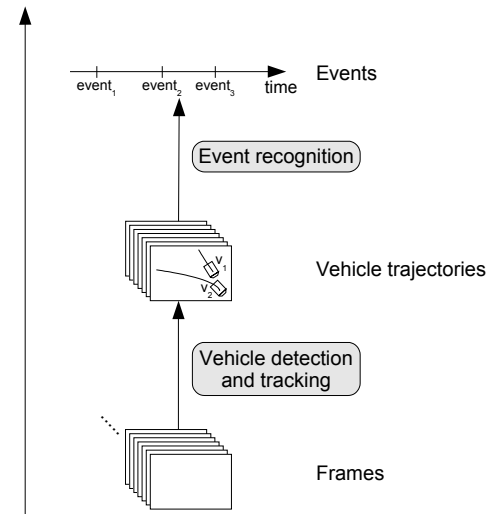 Events
event₁ event₂ event₃ time
Event recognition
v₁
v₂
Vehicle trajectories
Vehicle detection
and tracking
Frames